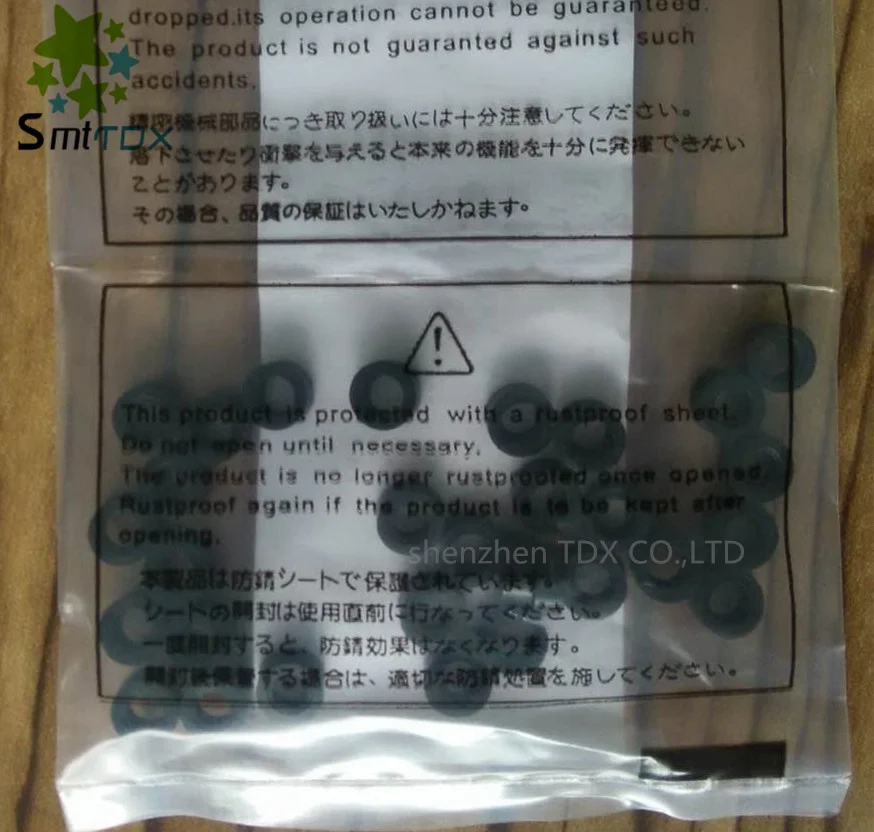 dropped.its operation cannot be guaranteed.
The product is not guaranted against such
accidents.
精密機械部品につき取り扱いには十分注意してください。
落下させたり衝撃を与えると本来の機能を十分に発揮できない
ことがあります。
その場合、品質の保証はいたしかねます。
SmtTDX
This product is protected with a rustproof sheet.
Do not open until necessary.
The product is no longer rustproofed once opened.
Rustproof again if the product is to be kept after
opening.
shenzhen TDX CO.,LTD
本製品は防錆シートで保護されています。
シートの開封は使用直前に行なってください。
一度開封すると、防錆効果はなくなります。
開封後保管する場合は、適切な防錆処置を施してください。